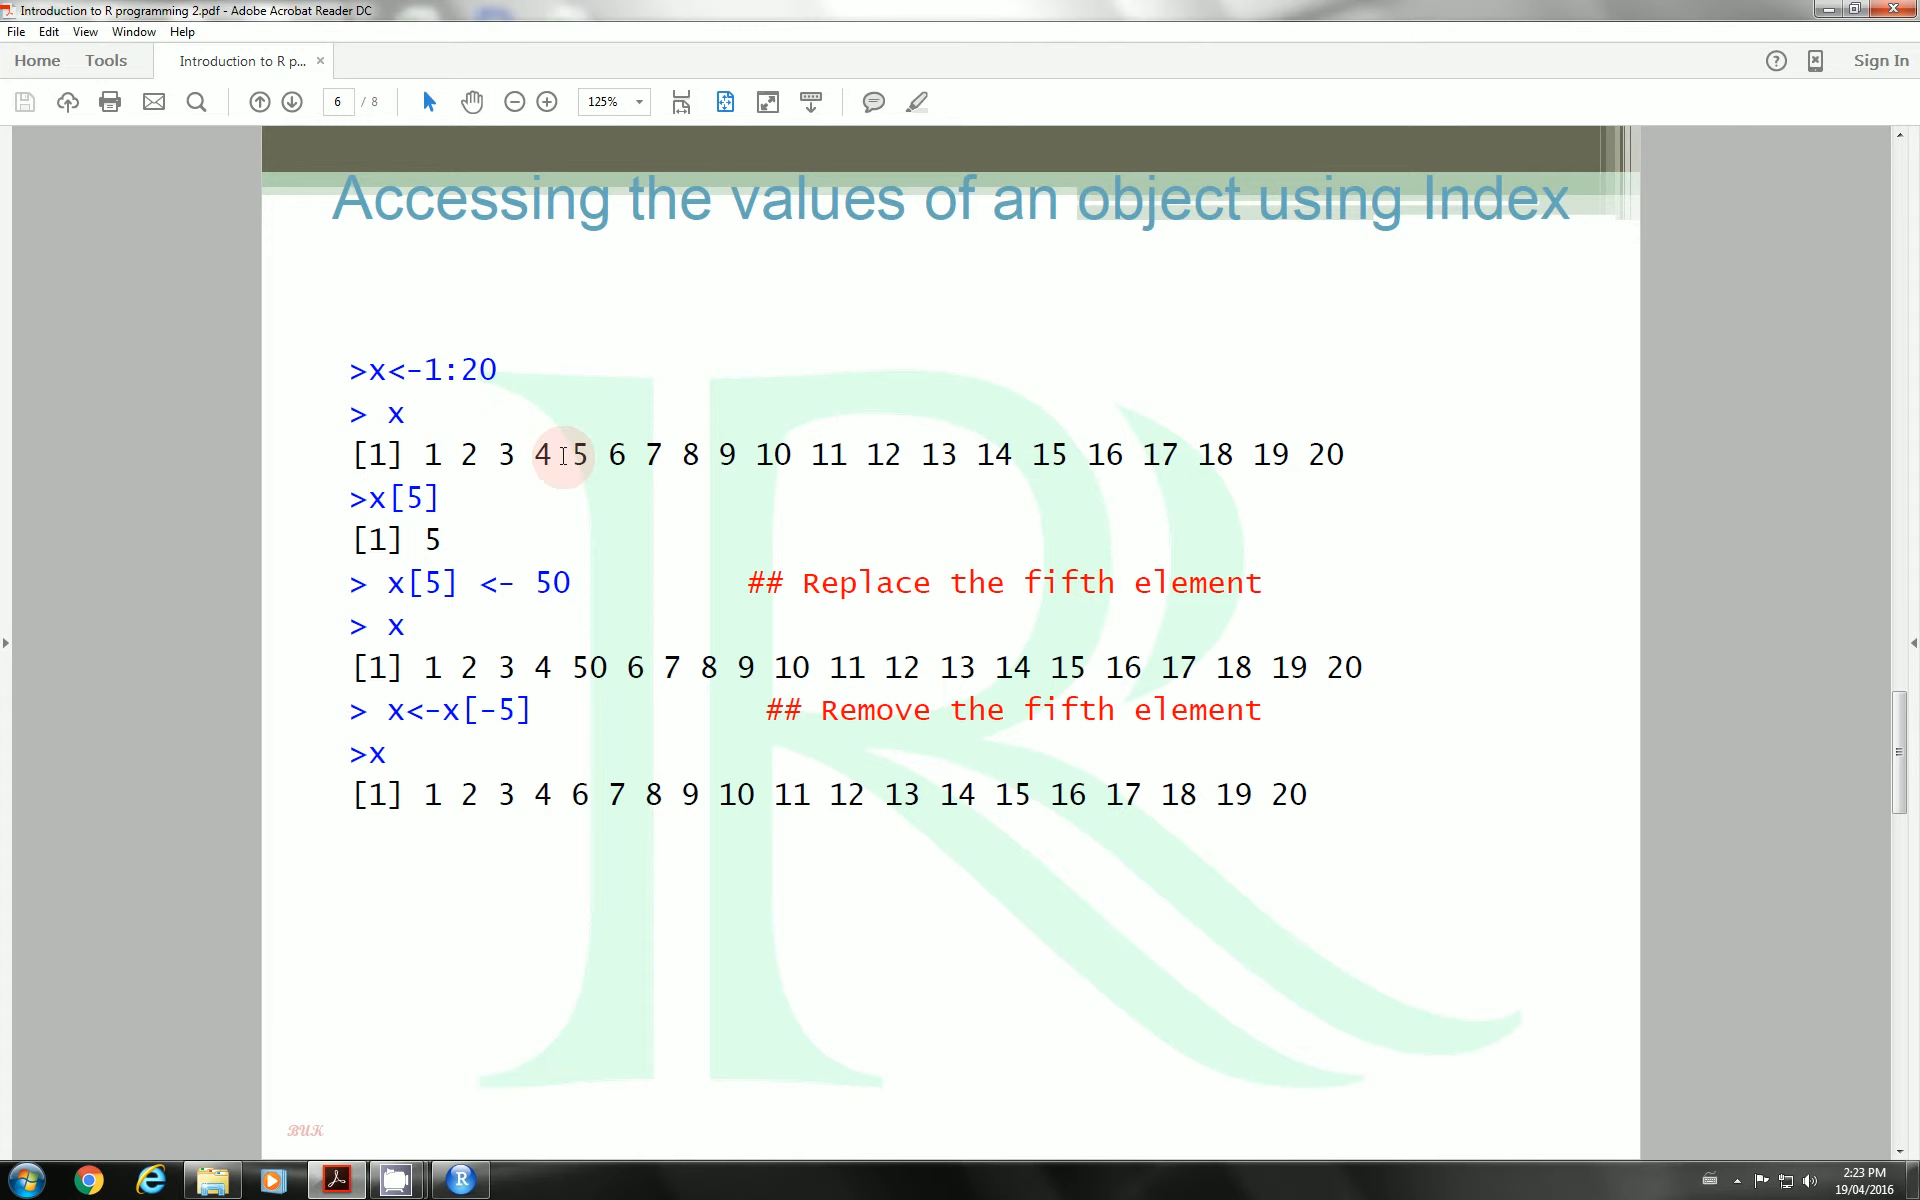 Introduction to R programming 2.pdf - Adobe Acrobat Reader DC
File Edit View Window Help
Home Tools Introduction to R p... × Sign In
6 / 8 125%
Accessing the values of an object using Index
>x<-1:20
> x
[1] 1 2 3 4 5 6 7 8 9 10 11 12 13 14 15 16 17 18 19 20
>x[5]
[1] 5
> x[5] <- 50 ## Replace the fifth element
> x
[1] 1 2 3 4 50 6 7 8 9 10 11 12 13 14 15 16 17 18 19 20
> x<-x[-5] ## Remove the fifth element
>x
[1] 1 2 3 4 6 7 8 9 10 11 12 13 14 15 16 17 18 19 20
BUK
2:23 PM
19/04/2016